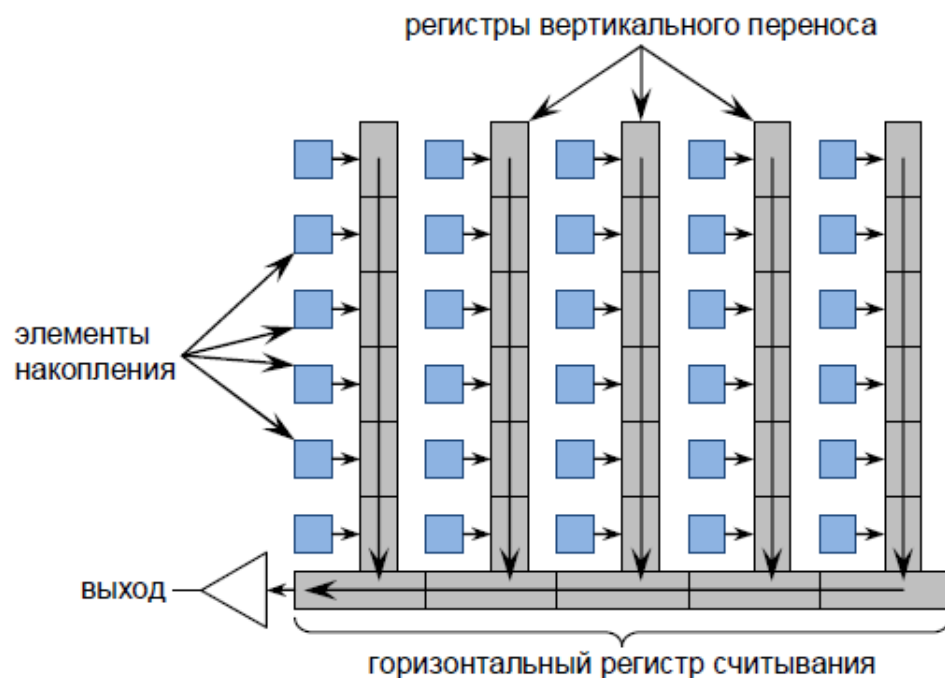 регистры вертикального переноса
элементы
накопления
выход
горизонтальный регистр считывания